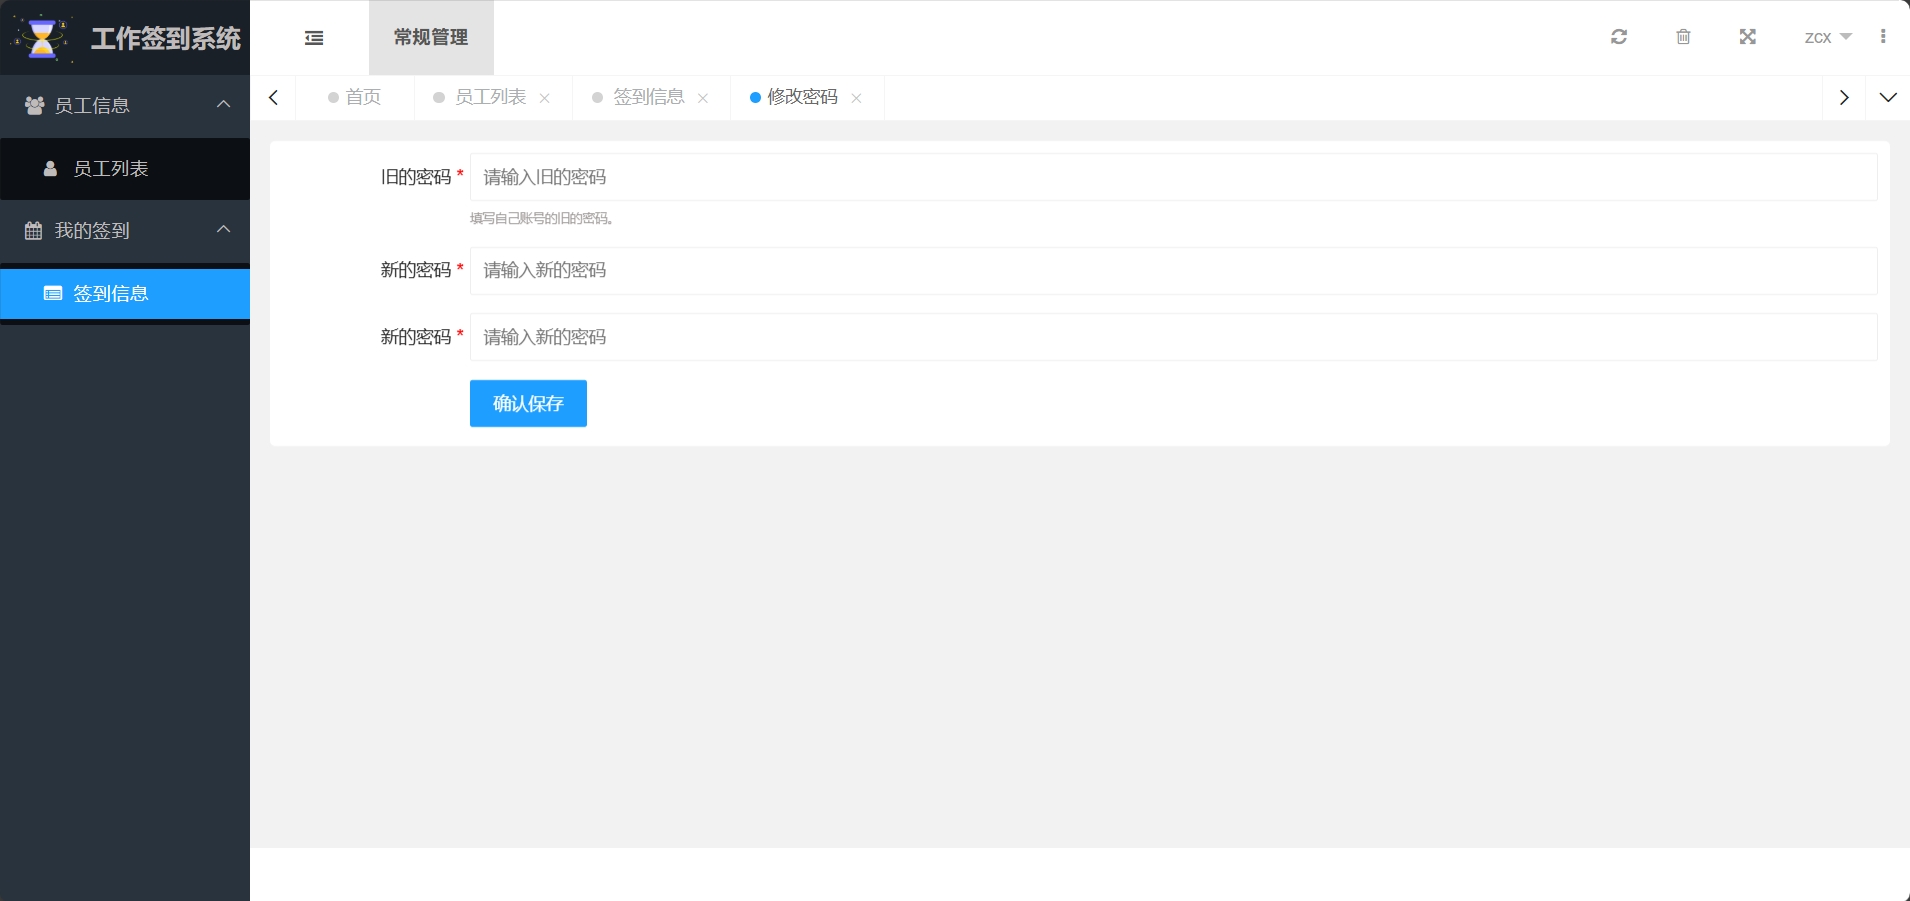 工作签到系统
常规管理
zcx
员工信息
员工列表
我的签到
签到信息
首页
员工列表
签到信息
修改密码
旧的密码 *
请输入旧的密码
填写自己账号的旧的密码。
新的密码 *
请输入新的密码
新的密码 *
请输入新的密码
确认保存